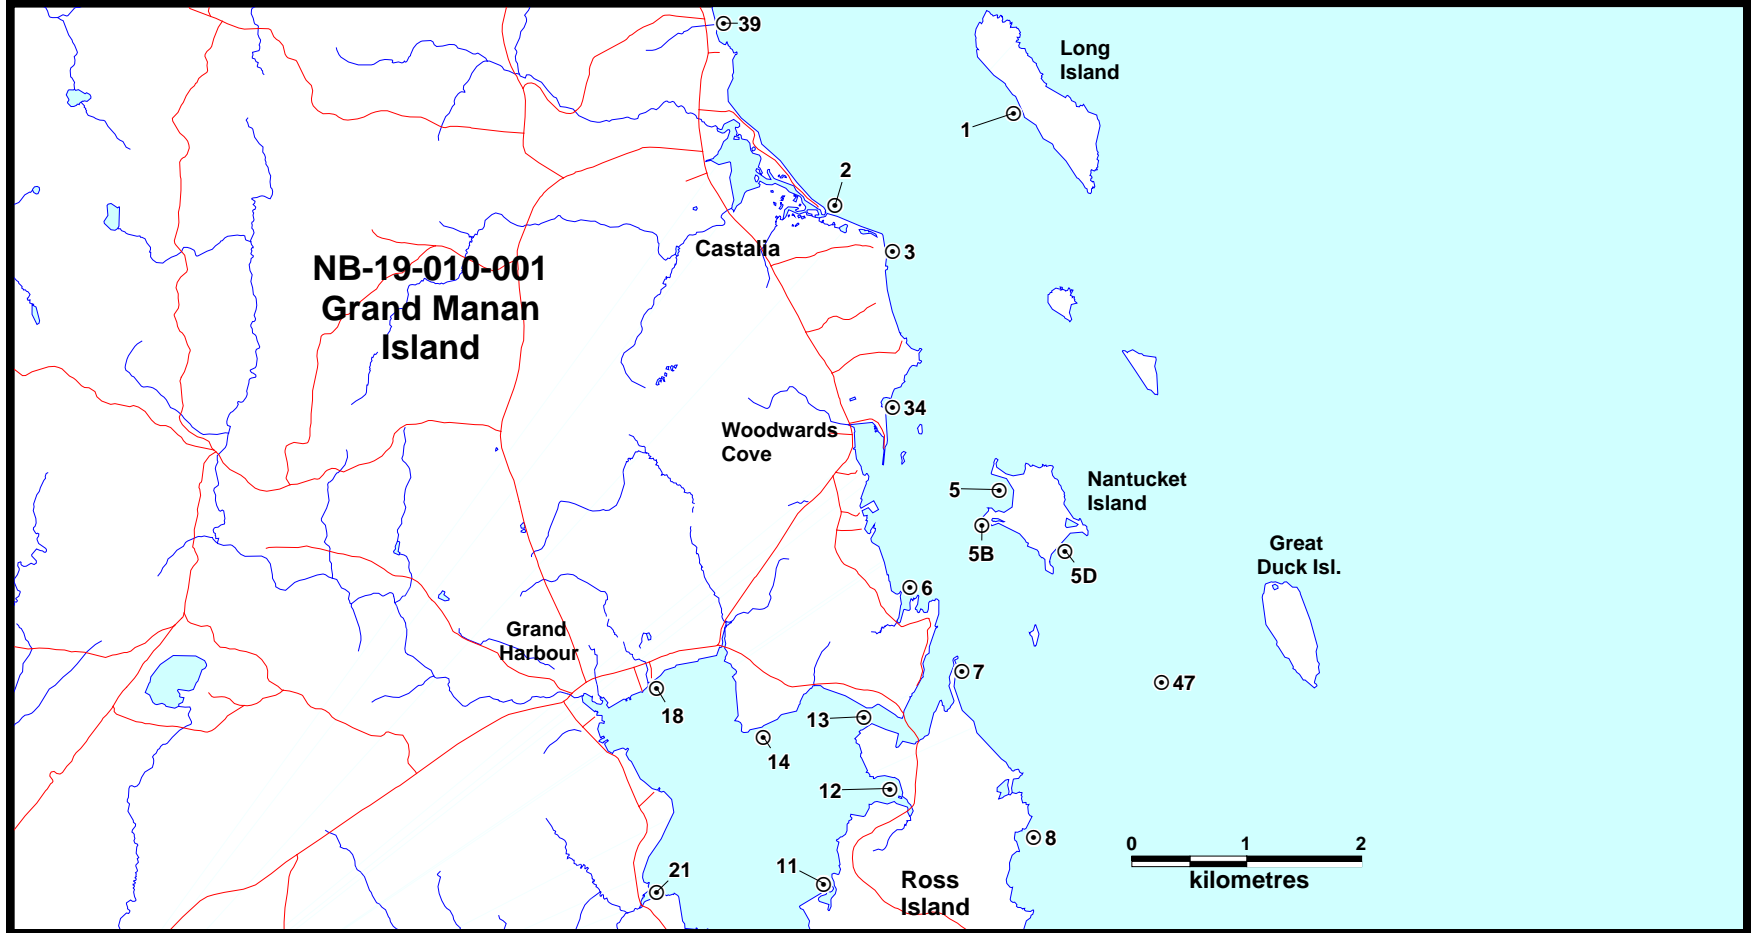 39
Long
Island
1
2
Castalia
3
NB-19-010-001
Grand Manan
Island
34
Woodwards
Cove
5
Nantucket
Island
5B
5D
Great
Duck Isl.
6
Grand
Harbour
7
47
18
13
14
12
8
0 1 2
kilometres
21
11
Ross
Island